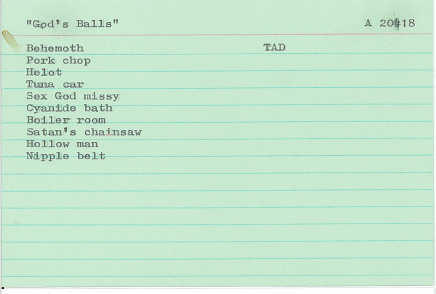 "God's Balls" A 20418
Behemoth TAD
Pork chop
Helot
Tuna car
Sex God missy
Cyanide bath
Boiler room
Satan's chainsaw
Hollow man
Nipple belt